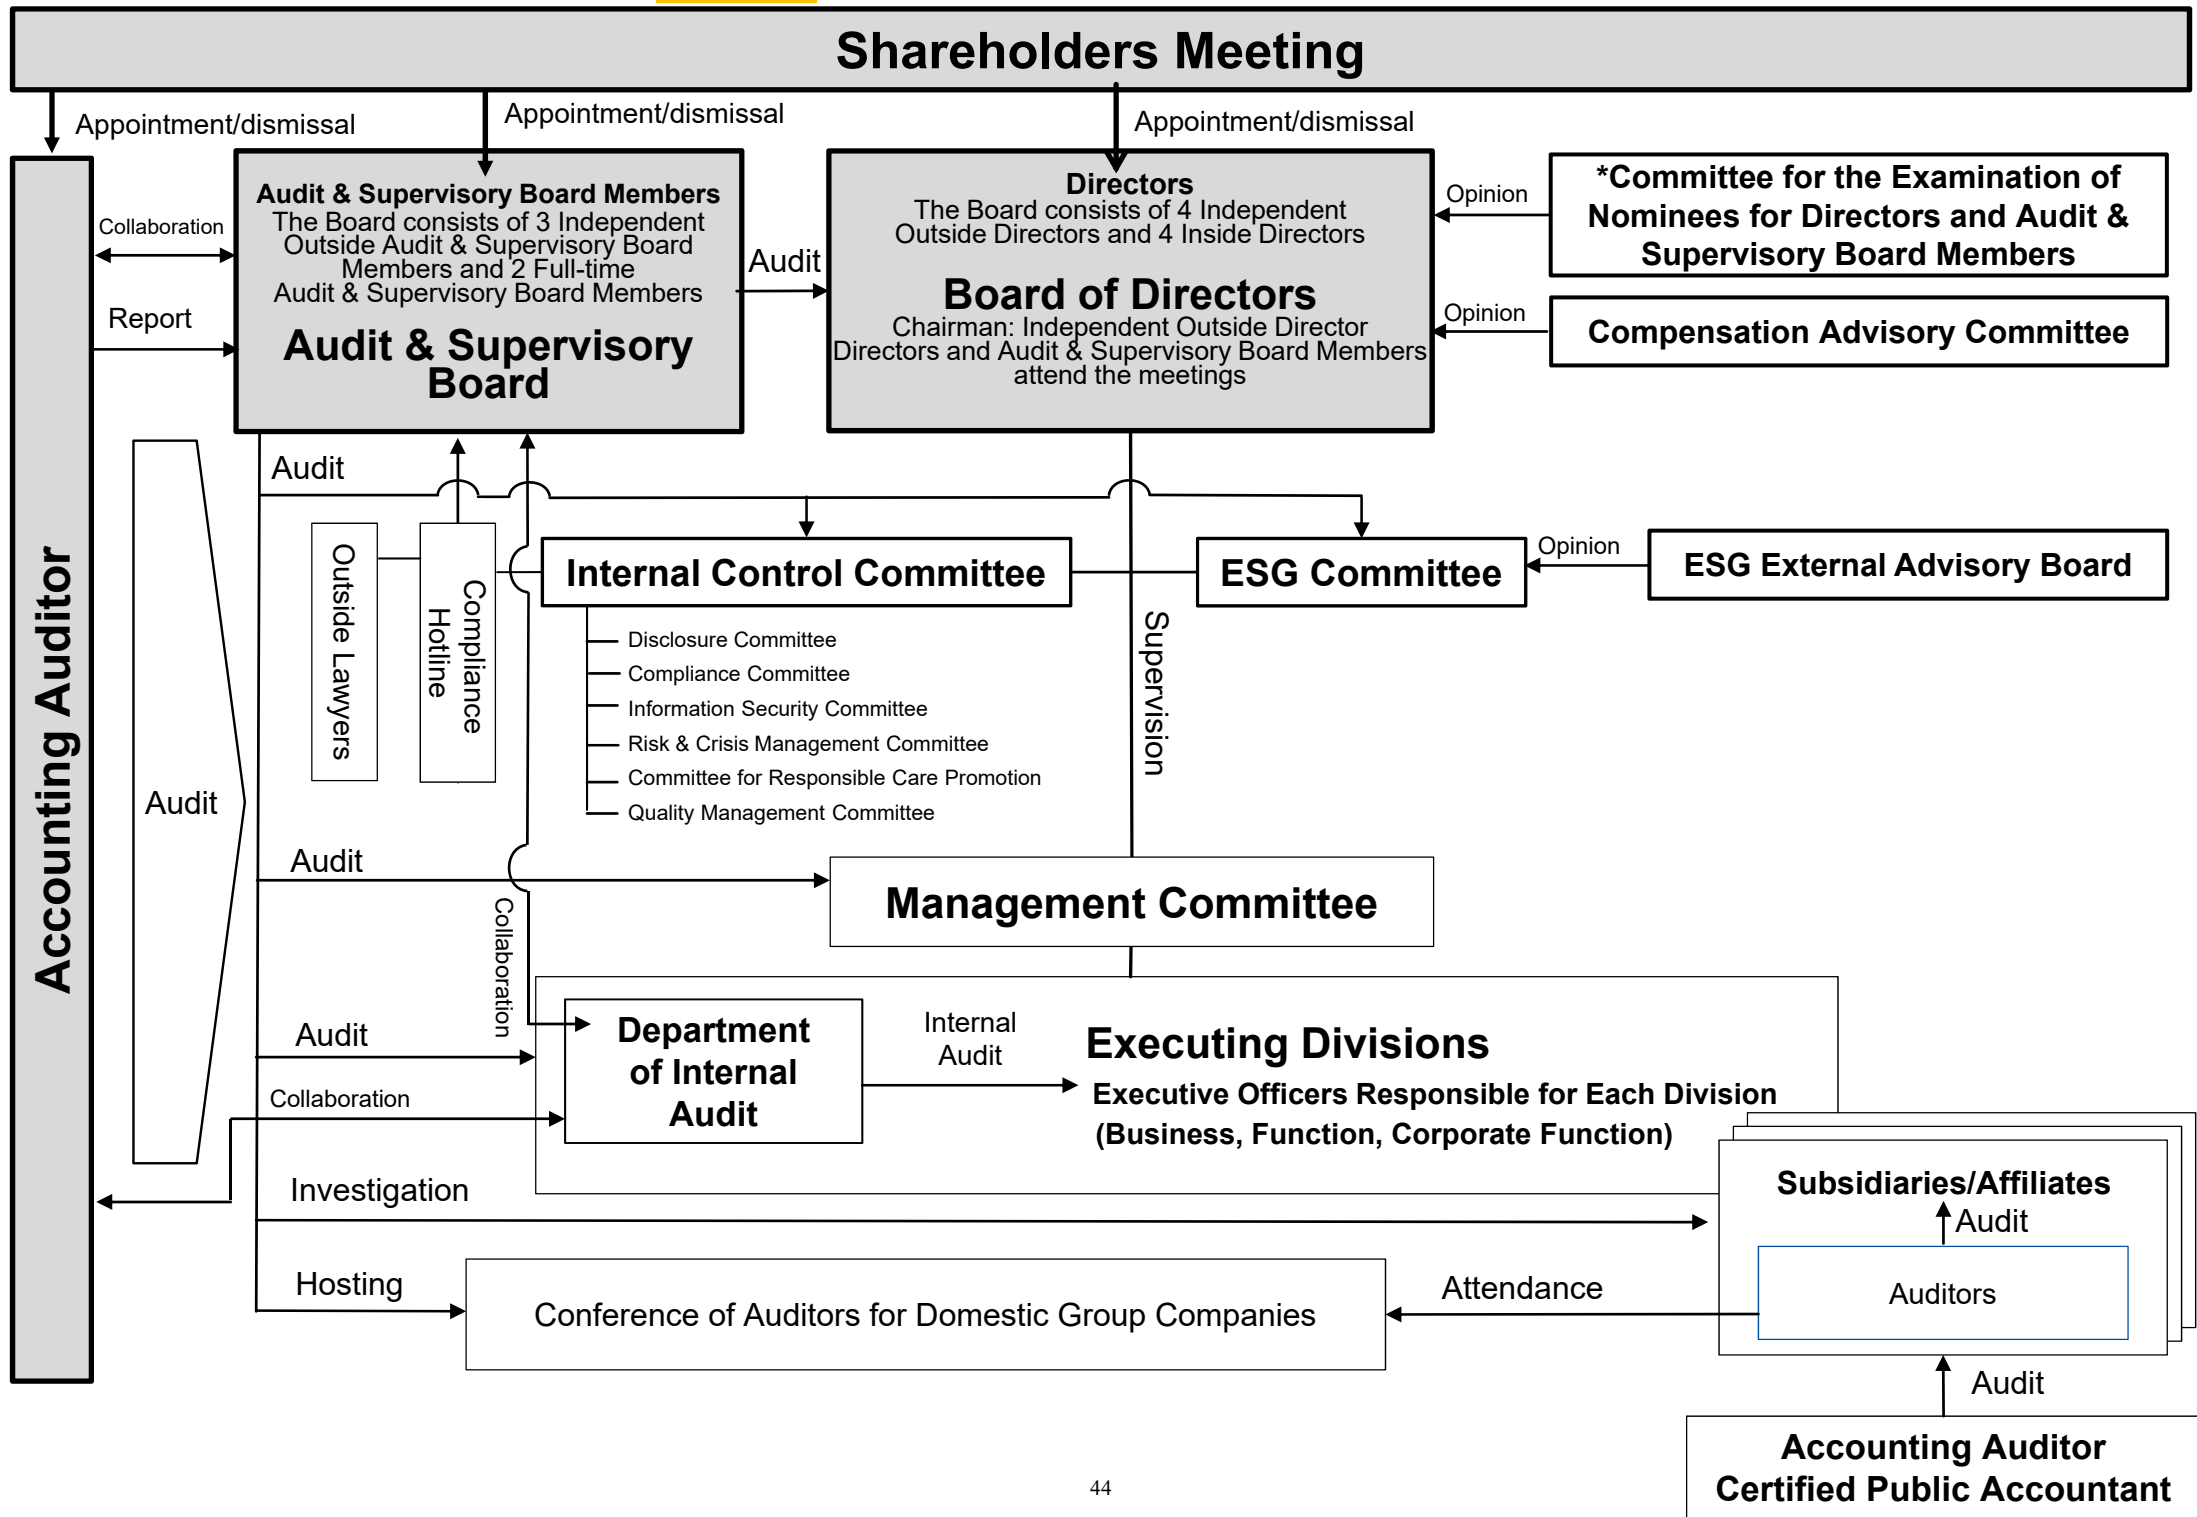 Shareholders Meeting
Appointment/dismissal
Appointment/dismissal
Appointment/dismissal
Accounting Auditor
Collaboration
Report
Audit & Supervisory Board Members
The Board consists of 3 Independent
Outside Audit & Supervisory Board
Members and 2 Full-time
Audit & Supervisory Board Members
Audit & Supervisory
Board
Audit
Directors
The Board consists of 4 Independent
Outside Directors and 4 Inside Directors
Board of Directors
Chairman: Independent Outside Director
Directors and Audit & Supervisory Board Members
attend the meetings
Opinion
*Committee for the Examination of
Nominees for Directors and Audit &
Supervisory Board Members
Opinion
Compensation Advisory Committee
Audit
Audit
Outside Lawyers
Compliance
Hotline
Internal Control Committee
Disclosure Committee
Compliance Committee
Information Security Committee
Risk & Crisis Management Committee
Committee for Responsible Care Promotion
Quality Management Committee
Supervision
ESG Committee
Opinion
ESG External Advisory Board
Audit
Management Committee
Collaboration
Audit
Collaboration
Department
of Internal
Audit
Internal
Audit
Executing Divisions
Executive Officers Responsible for Each Division
(Business, Function, Corporate Function)
Investigation
Subsidiaries/Affiliates
Audit
Auditors
Hosting
Conference of Auditors for Domestic Group Companies
Attendance
Audit
Accounting Auditor
Certified Public Accountant
44